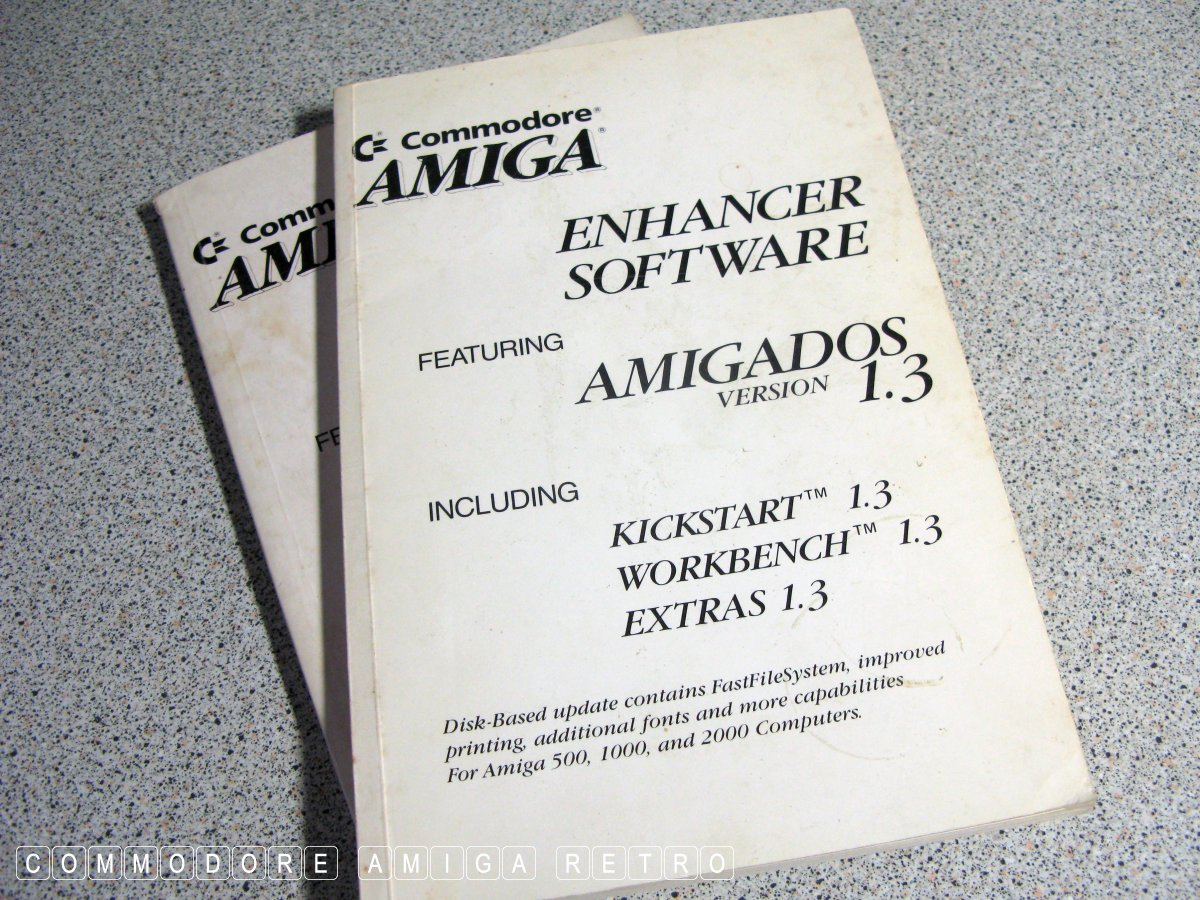 Commodore®
AMIGA®
ENHANCER
SOFTWARE
FEATURING
AMIGADOS
VERSION 1.3
INCLUDING
KICKSTART™ 1.3
WORKBENCH™ 1.3
EXTRAS 1.3
Disk-Based update contains FastFileSystem, improved
printing, additional fonts and more capabilities
For Amiga 500, 1000, and 2000 Computers.
Comm
AMI
FE
COMMODORE AMIGA RETRO